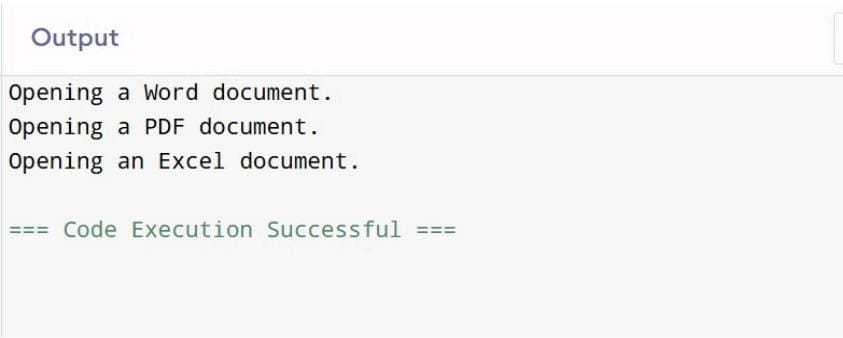 Output
Opening a Word document.
Opening a PDF document.
Opening an Excel document.
=== Code Execution Successful ===